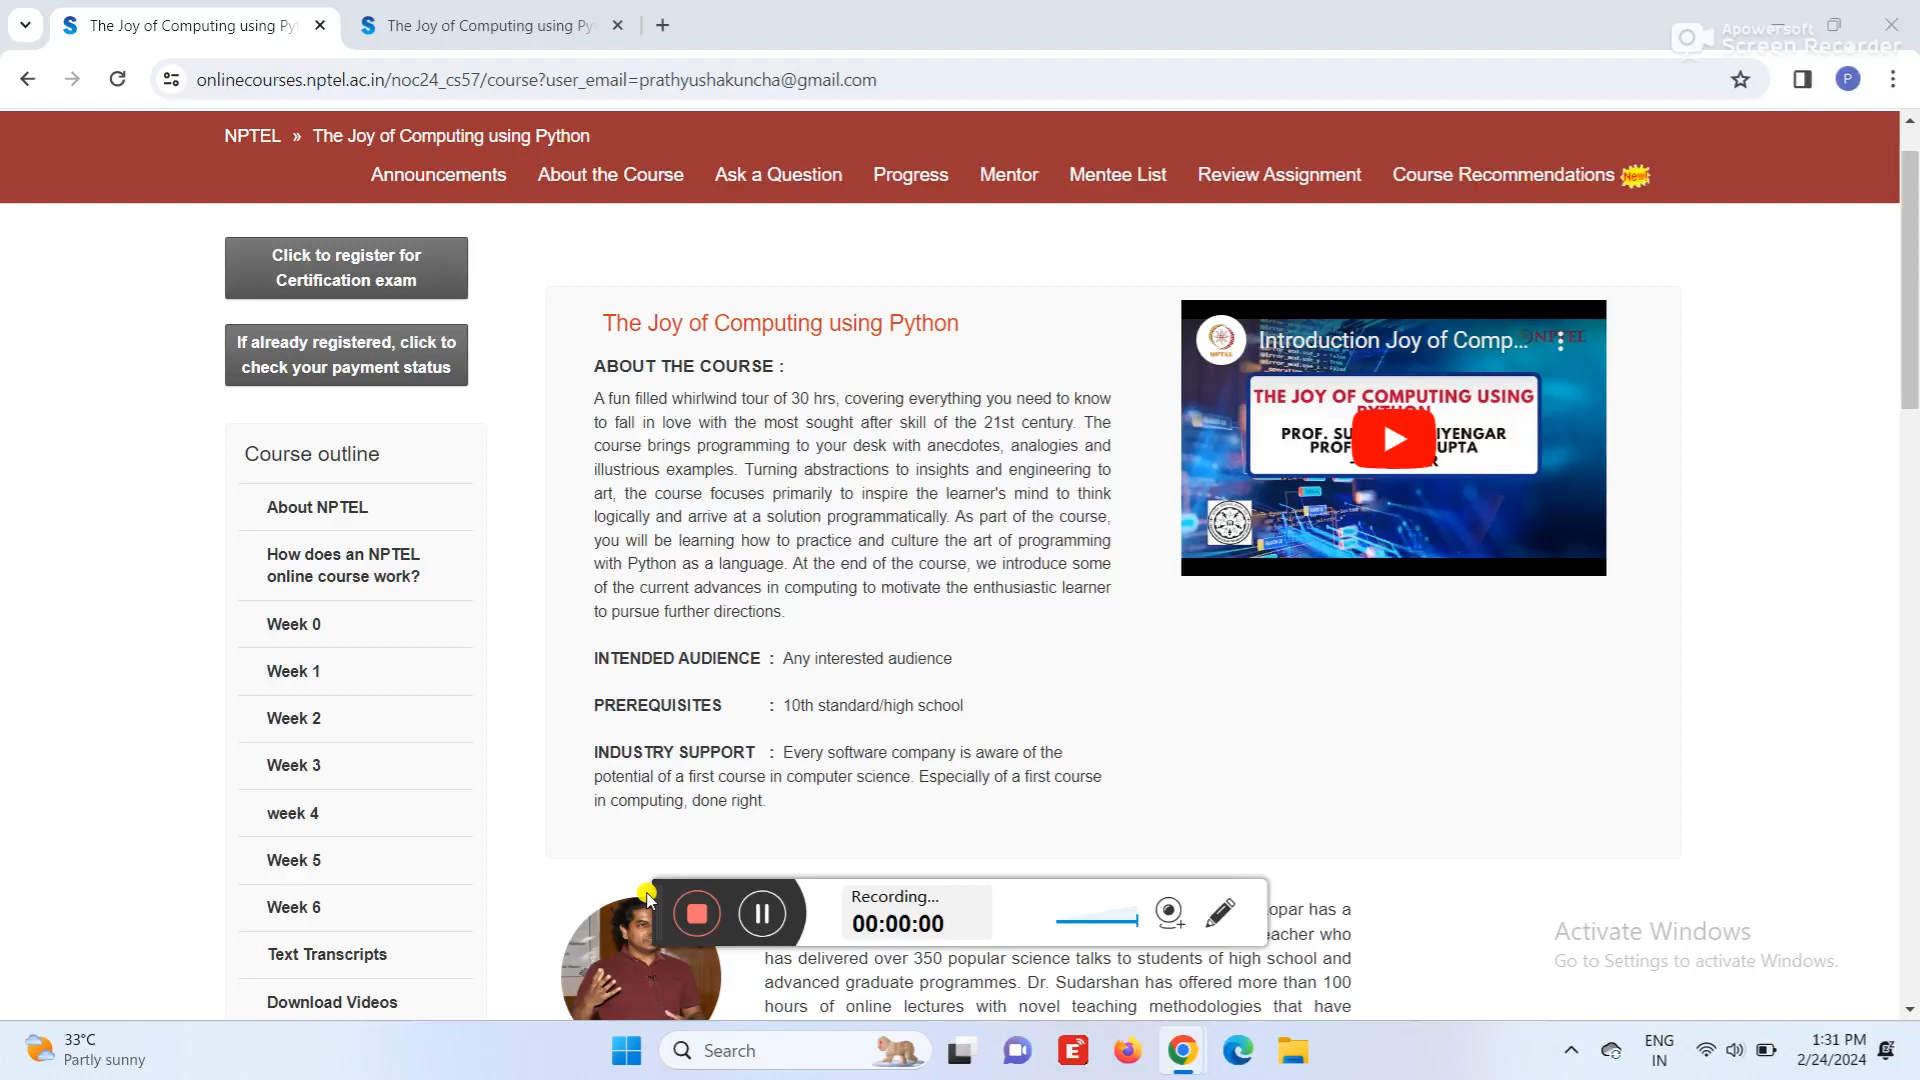 The Joy of Computing using Py
The Joy of Computing using Py
Apowersoft
Screen Recorder
onlinecourses.nptel.ac.in/noc24_cs57/course?user_email=prathyushakuncha@gmail.com
P
NPTEL » The Joy of Computing using Python
Announcements About the Course Ask a Question Progress Mentor Mentee List Review Assignment Course Recommendations New!
Click to register for
Certification exam
If already registered, click to
check your payment status
Course outline
About NPTEL
How does an NPTEL
online course work?
Week 0
Week 1
Week 2
Week 3
week 4
Week 5
Week 6
Text Transcripts
Download Videos
The Joy of Computing using Python
ABOUT THE COURSE :
A fun filled whirlwind tour of 30 hrs, covering everything you need to know
to fall in love with the most sought after skill of the 21st century. The
course brings programming to your desk with anecdotes, analogies and
illustrious examples. Turning abstractions to insights and engineering to
art, the course focuses primarily to inspire the learner's mind to think
logically and arrive at a solution programmatically. As part of the course,
you will be learning how to practice and culture the art of programming
with Python as a language. At the end of the course, we introduce some
of the current advances in computing to motivate the enthusiastic learner
to pursue further directions.
INTENDED AUDIENCE : Any interested audience
PREREQUISITES : 10th standard/high school
INDUSTRY SUPPORT : Every software company is aware of the
potential of a first course in computer science. Especially of a first course
in computing, done right.
Introduction Joy of Comp...
NPTEL
NPTEL
THE JOY OF COMPUTING USING
PYTHON
PROF. SU IYENGAR
PROF UPTA
Recording...
00:00:00
opar has a
eacher who
has delivered over 350 popular science talks to students of high school and
advanced graduate programmes. Dr. Sudarshan has offered more than 100
hours of online lectures with novel teaching methodologies that have
Activate Windows
Go to Settings to activate Windows.
33°C
Partly sunny
Search
ENG
IN
1:31 PM
2/24/2024